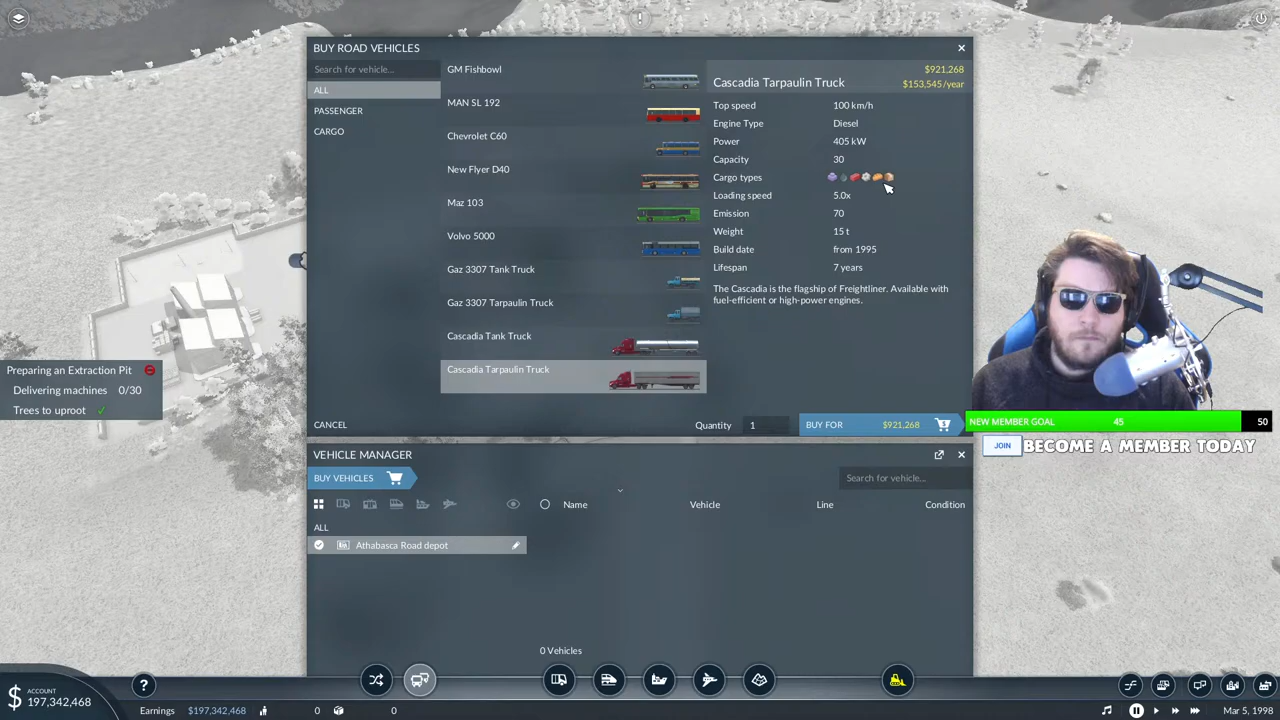 BUY ROAD VEHICLES
Search for vehicle...
ALL
PASSENGER
CARGO
GM Fishbowl
MAN SL 192
Chevrolet C60
New Flyer D40
Maz 103
Volvo 5000
Gaz 3307 Tank Truck
Gaz 3307 Tarpaulin Truck
Cascadia Tank Truck
Cascadia Tarpaulin Truck
$921,268
Cascadia Tarpaulin Truck
$153,545/year
Top speed 100 km/h
Engine Type Diesel
Power 405 kW
Capacity 30
Cargo types
Loading speed 5.0x
Emission 70
Weight 15 t
Build date from 1995
Lifespan 7 years
The Cascadia is the flagship of Freightliner. Available with
fuel-efficient or high-power engines.
CANCEL
Quantity 1
BUY FOR $921,268
Preparing an Extraction Pit
Delivering machines 0/30
Trees to uproot
NEW MEMBER GOAL 45 50
JOIN BECOME A MEMBER TODAY
VEHICLE MANAGER
BUY VEHICLES
Search for vehicle...
Name Vehicle Line Condition
ALL
Athabasca Road depot
0 Vehicles
$ ACCOUNT
197,342,468
?
Earnings $197,342,468 0 0
Mar 5, 1998